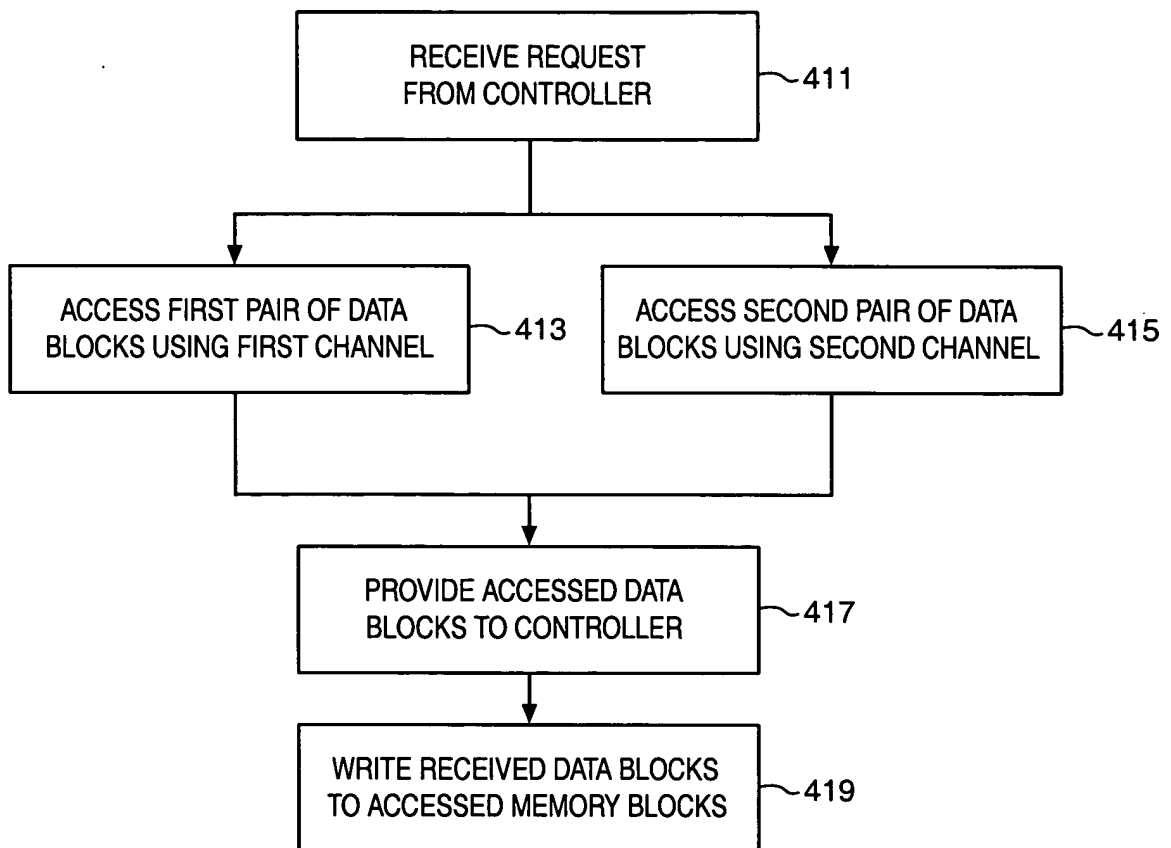 RECEIVE REQUEST
FROM CONTROLLER
411
ACCESS FIRST PAIR OF DATA
BLOCKS USING FIRST CHANNEL
413
ACCESS SECOND PAIR OF DATA
BLOCKS USING SECOND CHANNEL
415
PROVIDE ACCESSED DATA
BLOCKS TO CONTROLLER
417
WRITE RECEIVED DATA BLOCKS
TO ACCESSED MEMORY BLOCKS
419